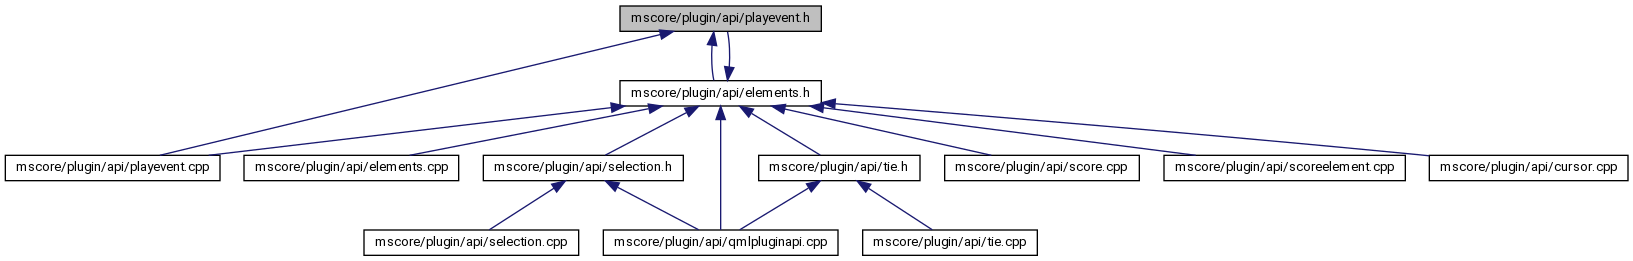 mscore/plugin/api/playevent.h
mscore/plugin/api/elements.h
mscore/plugin/api/playevent.cpp
mscore/plugin/api/elements.cpp
mscore/plugin/api/selection.h
mscore/plugin/api/tie.h
mscore/plugin/api/score.cpp
mscore/plugin/api/scoreelement.cpp
mscore/plugin/api/cursor.cpp
mscore/plugin/api/selection.cpp
mscore/plugin/api/qmlpluginapi.cpp
mscore/plugin/api/tie.cpp